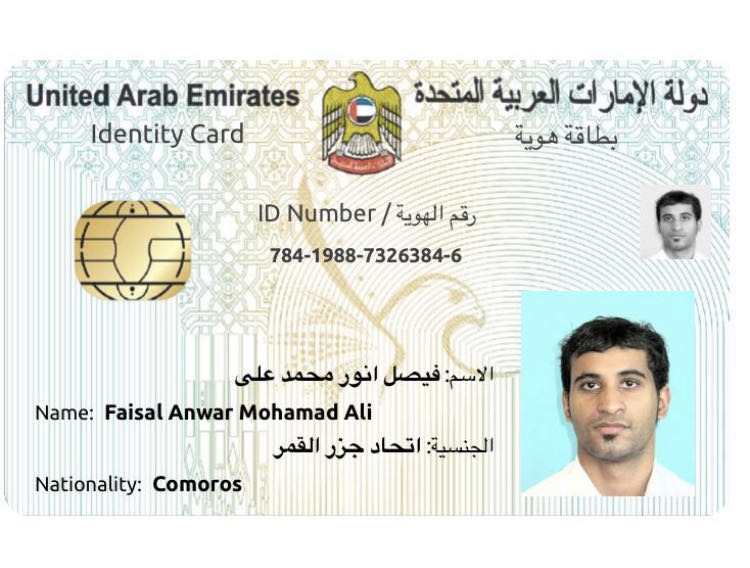 United Arab Emirates
دولة الإمارات العربية المتحدة
Identity Card
بطاقة هوية
ID Number / رقم الهوية
784-1988-7326384-6
الاسم: فيصل انور محمد على
Name: Faisal Anwar Mohamad Ali
الجنسية: اتحاد جزر القمر
Nationality: Comoros